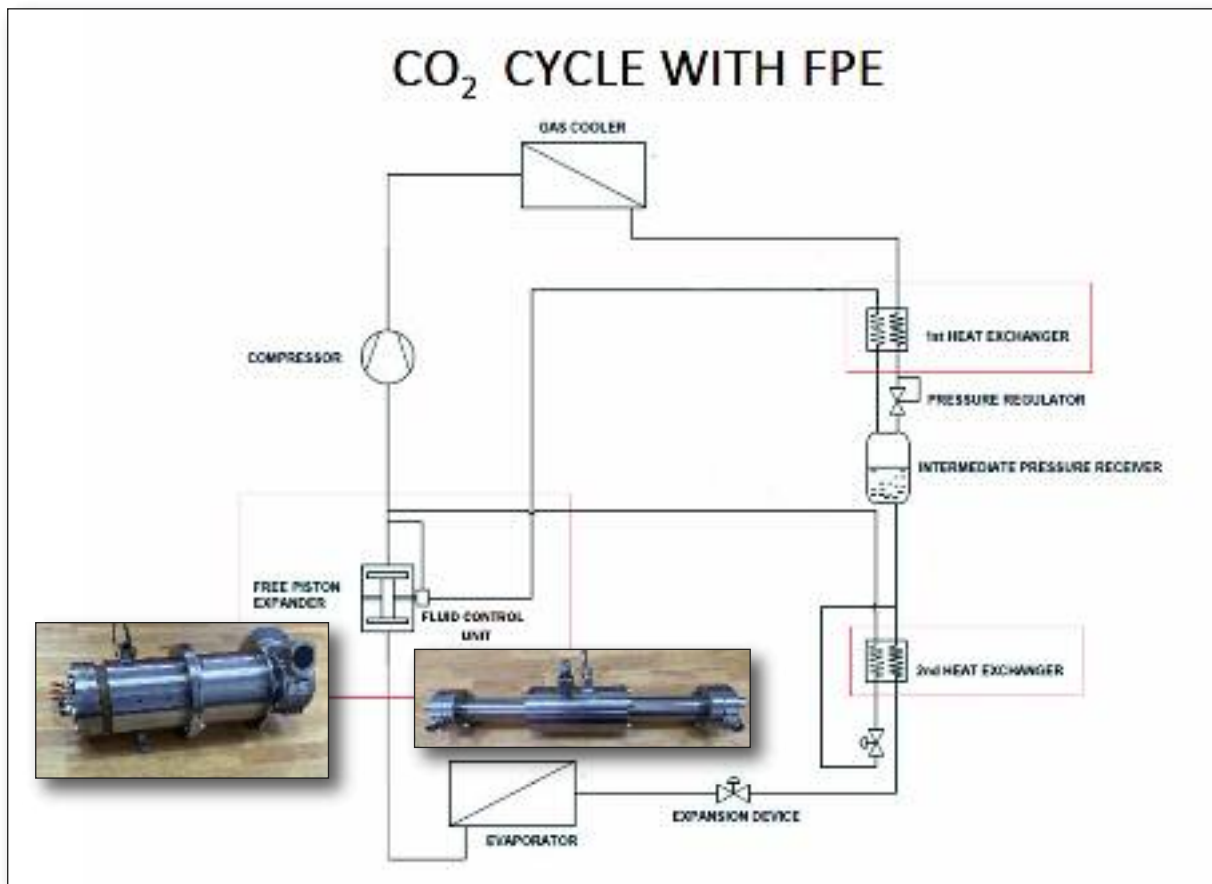 CO₂ CYCLE WITH FPE
GAS COOLER
COMPRESSOR
1st HEAT EXCHANGER
PRESSURE REGULATOR
INTERMEDIATE PRESSURE RECEIVER
FREE PISTON
EXPANDER
FLUID CONTROL
UNIT
2nd HEAT EXCHANGER
EXPANSION DEVICE
EVAPORATOR